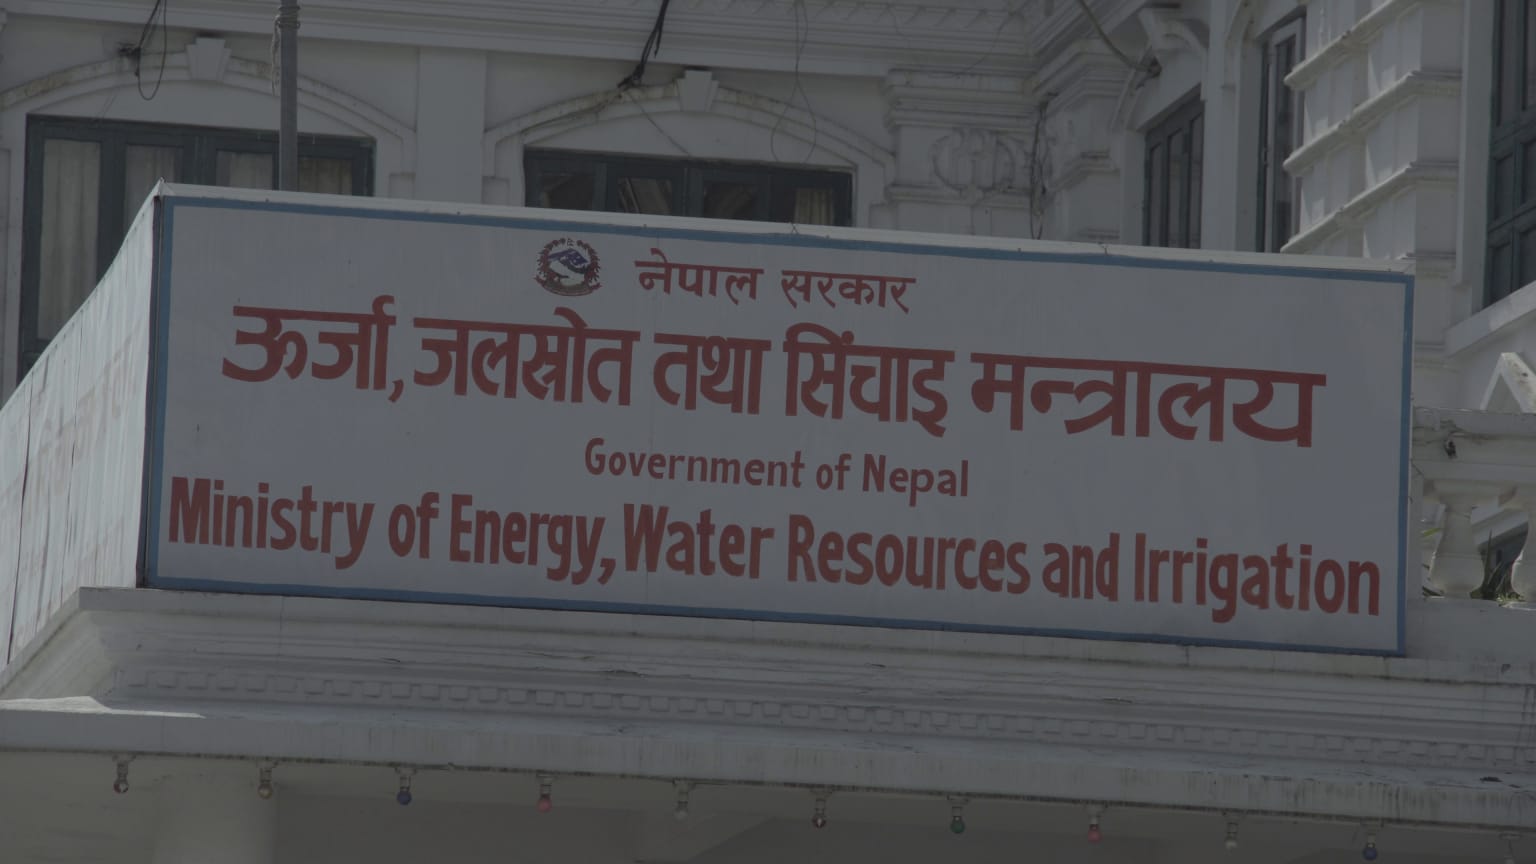 नेपाल सरकार
ऊर्जा, जलस्रोत तथा सिंचाइ मन्त्रालय
Government of Nepal
Ministry of Energy, Water Resources and Irrigation